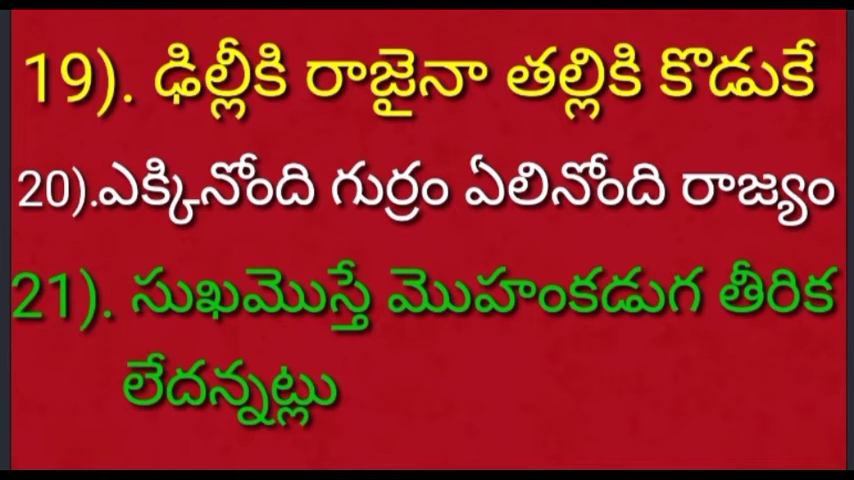 19). ఢిల్లీకి రాజైనా తల్లికి కొడుకే
20).ఎక్కినోంది గుర్రం ఏలినోంది రాజ్యం
21). సుఖమొస్తే మొహంకడుగ తీరిక
లేదన్నట్లు